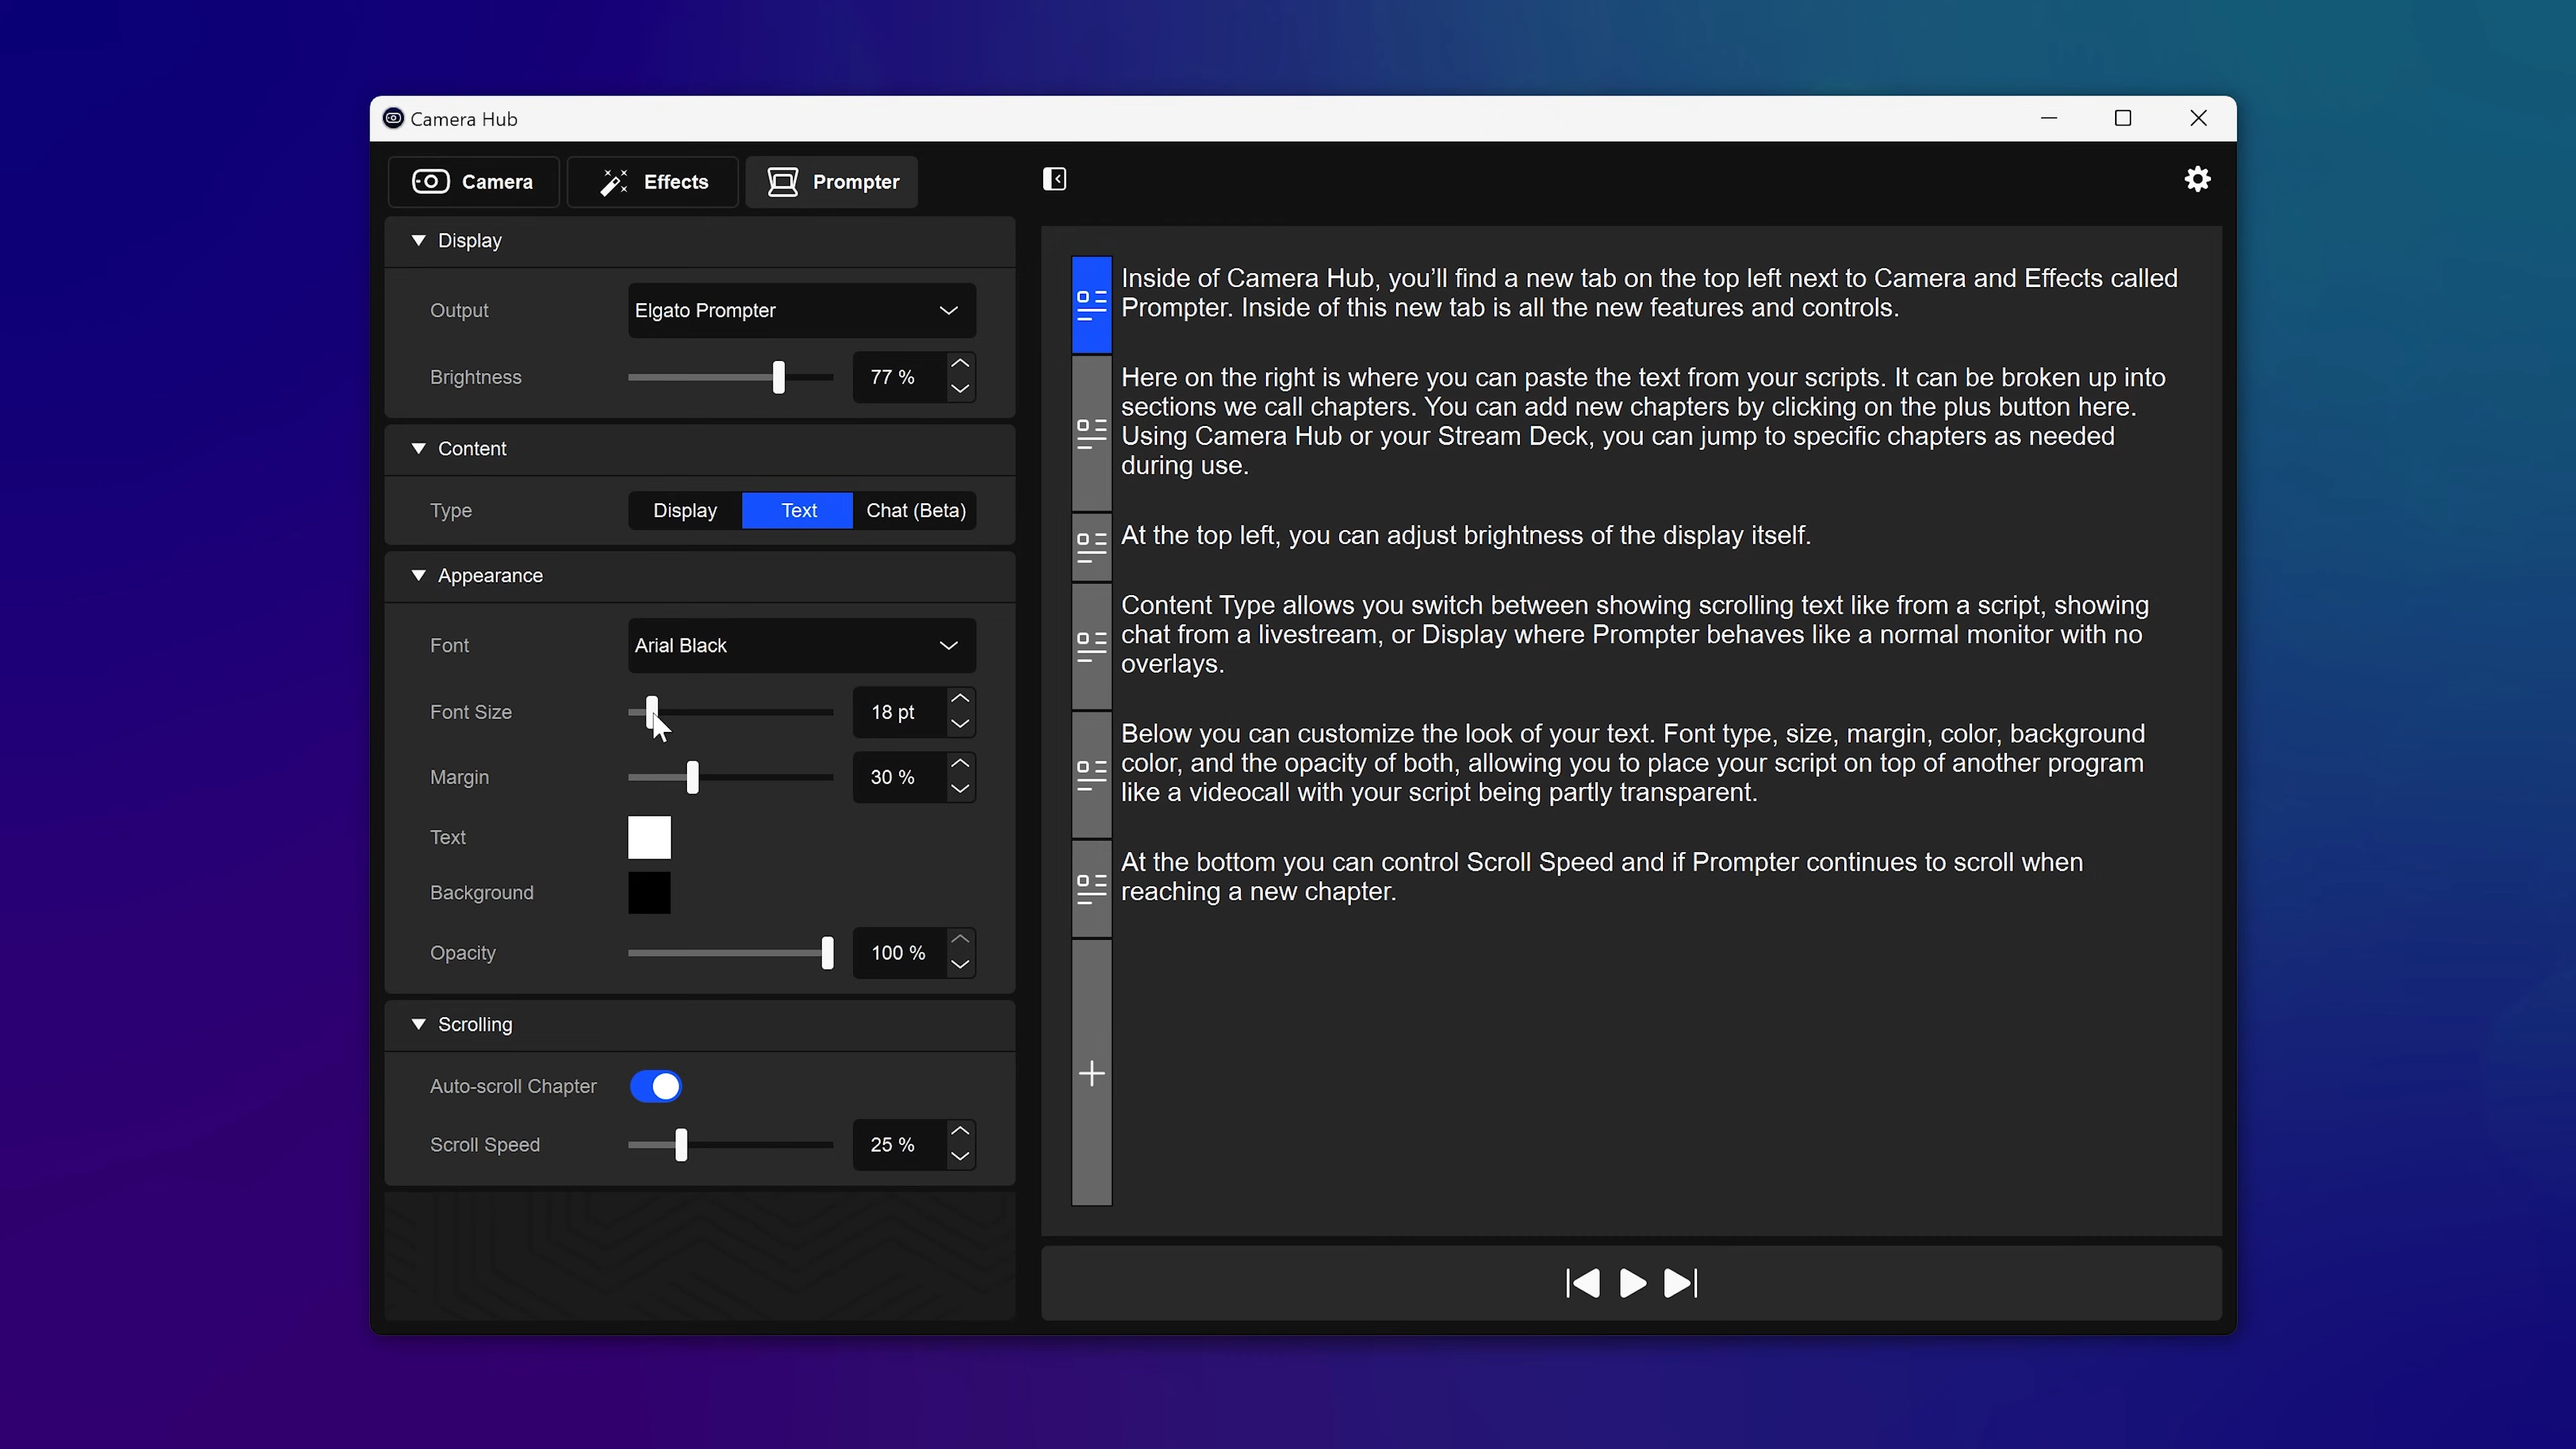 Camera Hub
Camera
Effects
Prompter
Display
Output
Elgato Prompter
Brightness
77 %
Content
Type
Display
Text
Chat (Beta)
Appearance
Font
Arial Black
Font Size
18 pt
Margin
30 %
Text
Background
Opacity
100 %
Scrolling
Auto-scroll Chapter
Scroll Speed
25 %
Inside of Camera Hub, you’ll find a new tab on the top left next to Camera and Effects called
Prompter. Inside of this new tab is all the new features and controls.
Here on the right is where you can paste the text from your scripts. It can be broken up into
sections we call chapters. You can add new chapters by clicking on the plus button here.
Using Camera Hub or your Stream Deck, you can jump to specific chapters as needed
during use.
At the top left, you can adjust brightness of the display itself.
Content Type allows you switch between showing scrolling text like from a script, showing
chat from a livestream, or Display where Prompter behaves like a normal monitor with no
overlays.
Below you can customize the look of your text. Font type, size, margin, color, background
color, and the opacity of both, allowing you to place your script on top of another program
like a videocall with your script being partly transparent.
At the bottom you can control Scroll Speed and if Prompter continues to scroll when
reaching a new chapter.